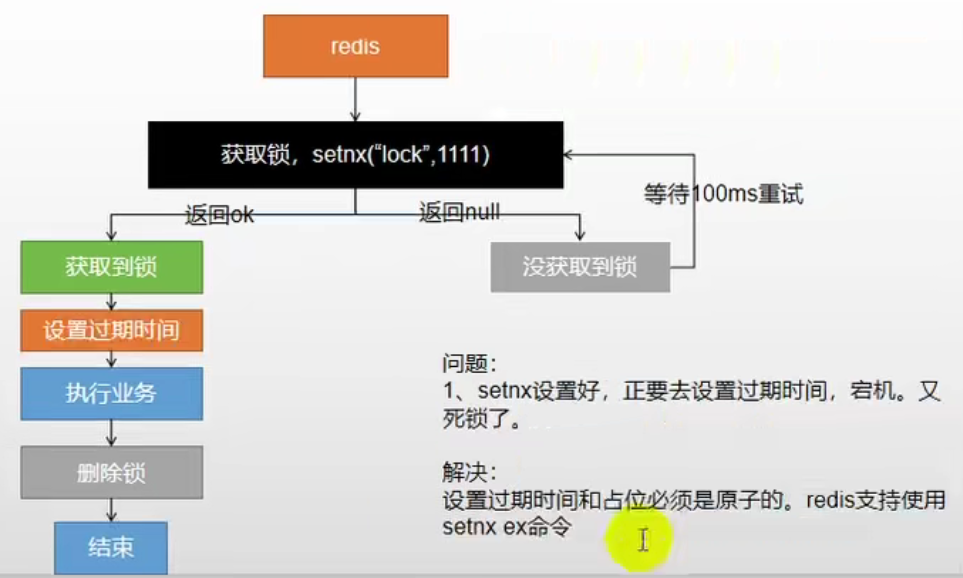 redis
获取锁，setnx(“lock”,1111)
等待100ms重试
返回ok
返回null
获取到锁
没获取到锁
设置过期时间
执行业务
删除锁
结束
问题：
1、setnx设置好，正要去设置过期时间，宕机。又
死锁了。
解决：
设置过期时间和占位必须是原子的。redis支持使用
setnx ex命令